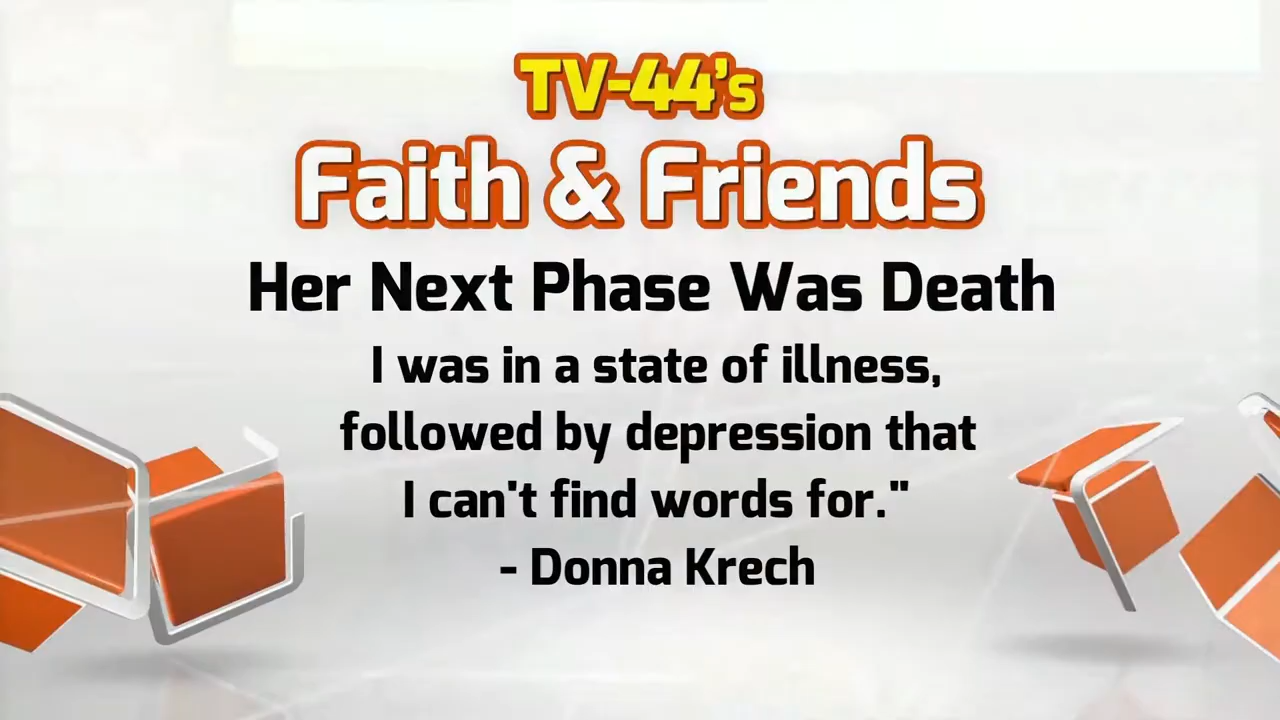 TV-44's
Faith & Friends
Her Next Phase Was Death
I was in a state of illness,
followed by depression that
I can't find words for."
- Donna Krech